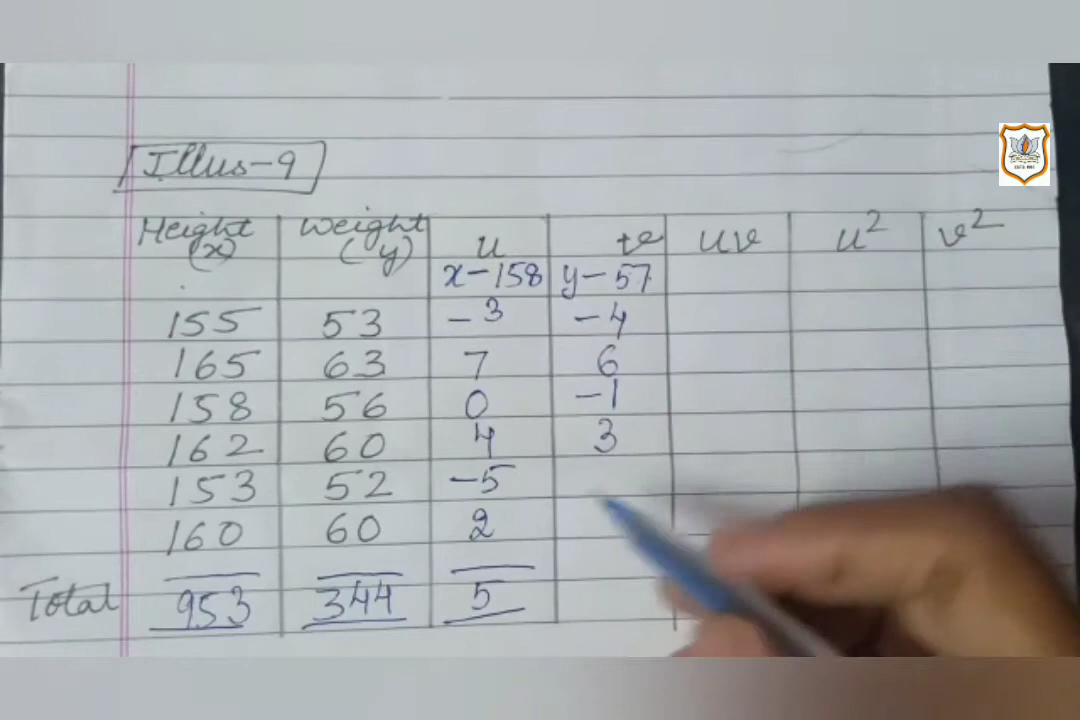 Illus-9
Height (x) Weight (y) u v uv u² v²
x-158 y-57
155 53 -3 -4
165 63 7 6
158 56 0 -1
162 60 4 3
153 52 -5
160 60 2
Total 953 344 5